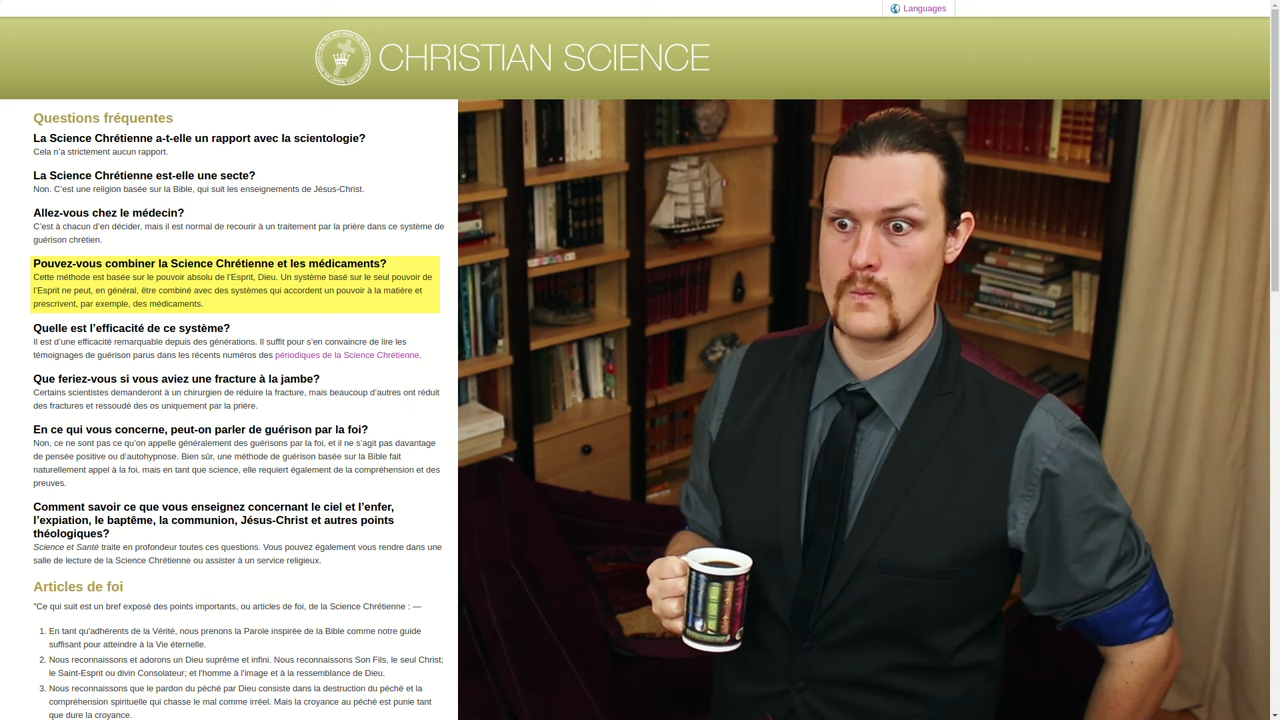 Languages
CHRISTIAN SCIENCE
Questions fréquentes
La Science Chrétienne a-t-elle un rapport avec la scientologie?
Cela n’a strictement aucun rapport.
La Science Chrétienne est-elle une secte?
Non. C’est une religion basée sur la Bible, qui suit les enseignements de Jésus-Christ.
Allez-vous chez le médecin?
C’est à chacun d’en décider, mais il est normal de recourir à un traitement par la prière dans ce système de
guérison chrétien.
Pouvez-vous combiner la Science Chrétienne et les médicaments?
Cette méthode est basée sur le pouvoir absolu de l’Esprit, Dieu. Un système basé sur le seul pouvoir de
l’Esprit ne peut, en général, être combiné avec des systèmes qui accordent un pouvoir à la matière et
prescrivent, par exemple, des médicaments.
Quelle est l’efficacité de ce système?
Il est d’une efficacité remarquable depuis des générations. Il suffit pour s’en convaincre de lire les
témoignages de guérison parus dans les récents numéros des périodiques de la Science Chrétienne.
Que feriez-vous si vous aviez une fracture à la jambe?
Certains scientistes demanderont à un chirurgien de réduire la fracture, mais beaucoup d’autres ont réduit
des fractures et ressoudé des os uniquement par la prière.
En ce qui vous concerne, peut-on parler de guérison par la foi?
Non, ce ne sont pas ce qu’on appelle généralement des guérisons par la foi, et il ne s’agit pas davantage
de pensée positive ou d’autohypnose. Bien sûr, une méthode de guérison basée sur la Bible fait
naturellement appel à la foi, mais en tant que science, elle requiert également de la compréhension et des
preuves.
Comment savoir ce que vous enseignez concernant le ciel et l’enfer,
l’expiation, le baptême, la communion, Jésus-Christ et autres points
théologiques?
Science et Santé traite en profondeur toutes ces questions. Vous pouvez également vous rendre dans une
salle de lecture de la Science Chrétienne ou assister à un service religieux.
Articles de foi
"Ce qui suit est un bref exposé des points importants, ou articles de foi, de la Science Chrétienne : —
1. En tant qu'adhérents de la Vérité, nous prenons la Parole inspirée de la Bible comme notre guide
suffisant pour atteindre à la Vie éternelle.
2. Nous reconnaissons et adorons un Dieu suprême et infini. Nous reconnaissons Son Fils, le seul Christ;
le Saint-Esprit ou divin Consolateur; et l'homme à l'image et à la ressemblance de Dieu.
3. Nous reconnaissons que le pardon du péché par Dieu consiste dans la destruction du péché et la
compréhension spirituelle qui chasse le mal comme irréel. Mais la croyance au péché est punie tant
que dure la croyance.